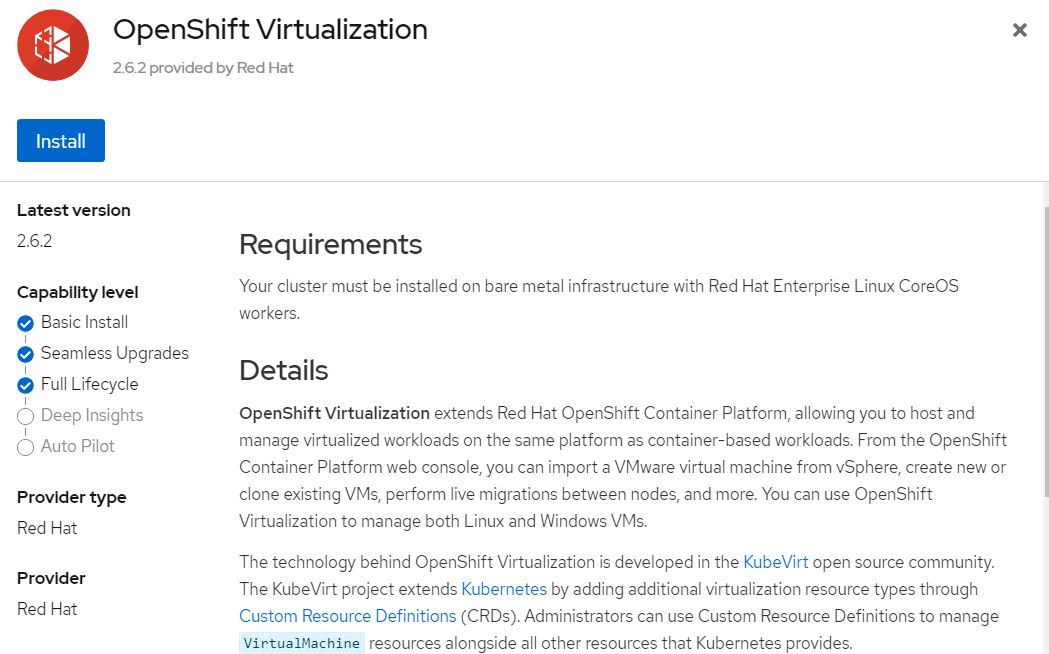 OpenShift Virtualization
2.6.2 provided by Red Hat
Install
Latest version
2.6.2
Capability level
Basic Install
Seamless Upgrades
Full Lifecycle
Deep Insights
Auto Pilot
Provider type
Red Hat
Provider
Red Hat
Requirements
Your cluster must be installed on bare metal infrastructure with Red Hat Enterprise Linux CoreOS
workers.
Details
OpenShift Virtualization extends Red Hat OpenShift Container Platform, allowing you to host and
manage virtualized workloads on the same platform as container-based workloads. From the OpenShift
Container Platform web console, you can import a VMware virtual machine from vSphere, create new or
clone existing VMs, perform live migrations between nodes, and more. You can use OpenShift
Virtualization to manage both Linux and Windows VMs.
The technology behind OpenShift Virtualization is developed in the KubeVirt open source community.
The KubeVirt project extends Kubernetes by adding additional virtualization resource types through
Custom Resource Definitions (CRDs). Administrators can use Custom Resource Definitions to manage
VirtualMachine resources alongside all other resources that Kubernetes provides.